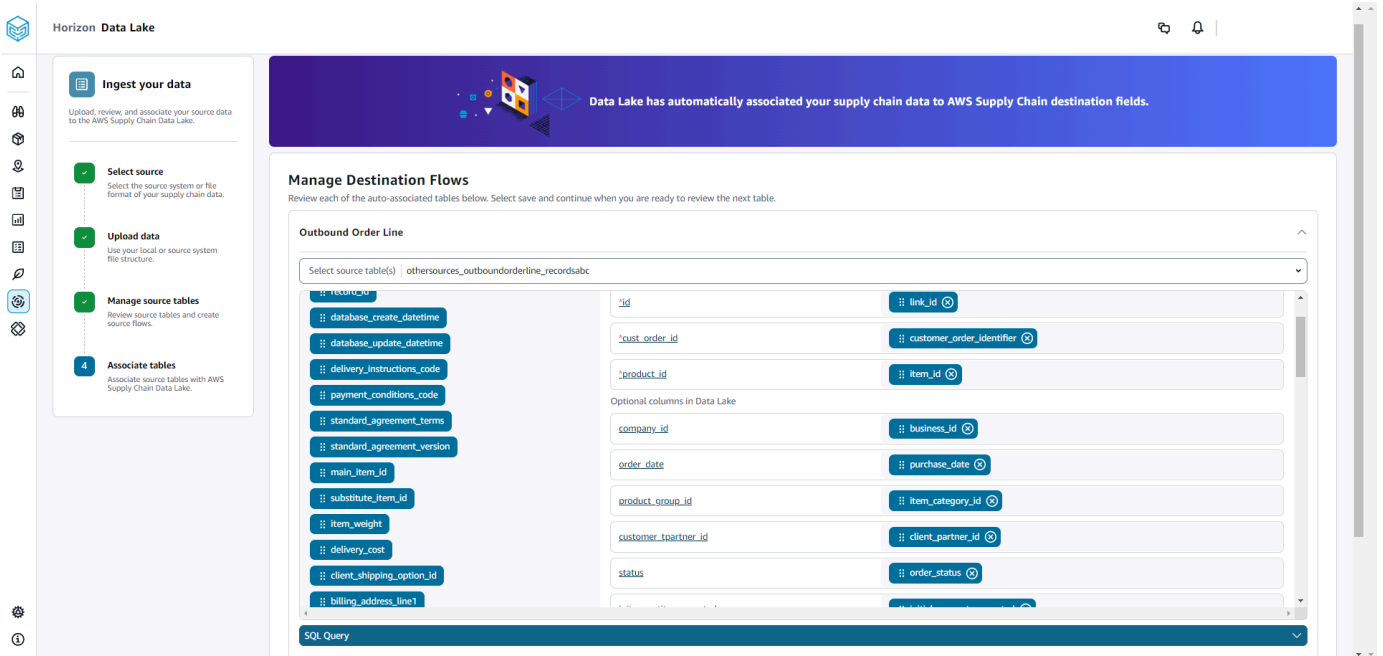 Horizon Data Lake
Ingest your data
Upload, review, and associate your source data
to the AWS Supply Chain Data Lake.
Select source
Select the source system or file
format of your supply chain data.
Upload data
Use your local or source system
file structure.
Manage source tables
Review source tables and create
source flows.
4
Associate tables
Associate source tables with AWS
Supply Chain Data Lake.
Data Lake has automatically associated your supply chain data to AWS Supply Chain destination fields.
Manage Destination Flows
Review each of the auto-associated tables below. Select save and continue when you are ready to review the next table.
Outbound Order Line
Select source table(s) othersources_outboundorderline_recordsabc
record_id
database_create_datetime
database_update_datetime
delivery_instructions_code
payment_conditions_code
standard_agreement_terms
standard_agreement_version
main_item_id
substitute_item_id
item_weight
delivery_cost
client_shipping_option_id
billing_address_line1
*id link_id
*cust_order_id customer_order_identifier
*product_id item_id
Optional columns in Data Lake
company_id business_id
order_date purchase_date
product_group_id item_category_id
customer_tpartner_id client_partner_id
status order_status
SQL Query